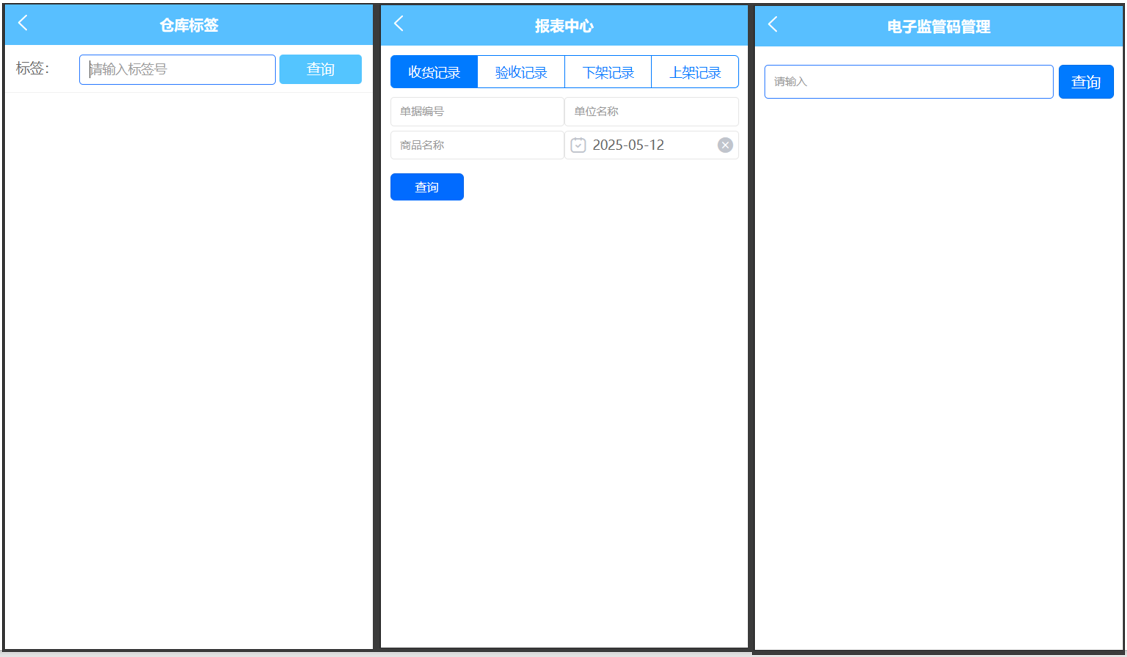 仓库标签
标签：
请输入标签号
查询
报表中心
收货记录
验收记录
下架记录
上架记录
单据编号
单位名称
商品名称
2025-05-12
查询
电子监管码管理
请输入
查询